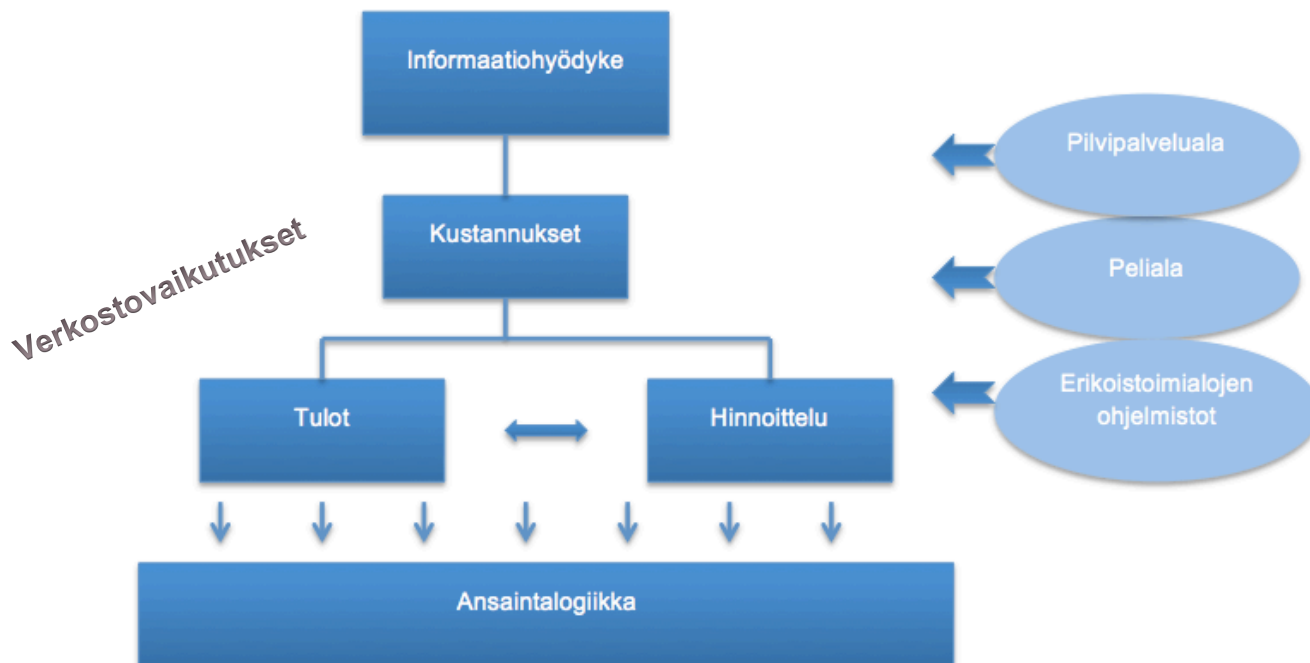 Informaatiohyödyke
Pilvipalveluala
Kustannukset
Verkostovaikutukset
Peliala
Tulot
Hinnoittelu
Erikoistoimialojen
ohjelmistot
Ansaintalogiikka